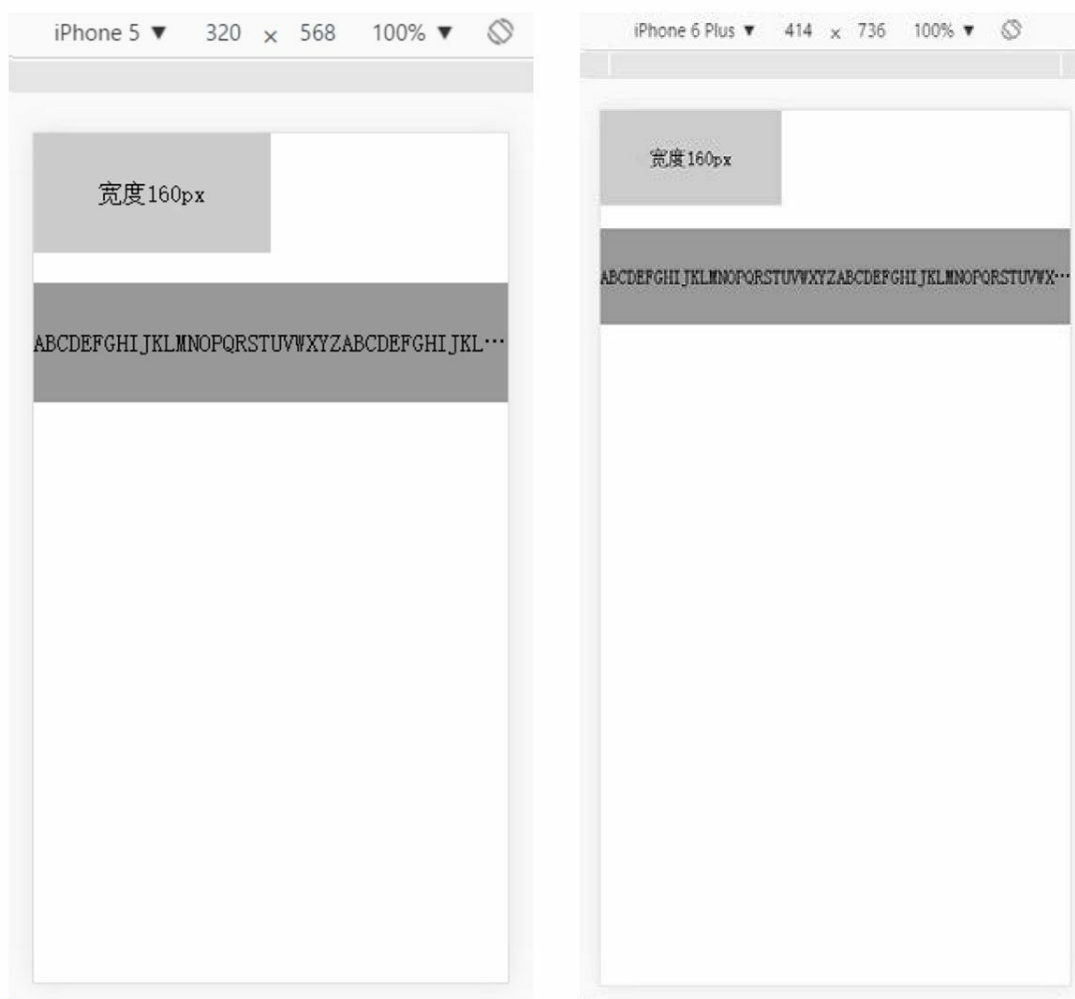 iPhone 5 ▼ 320 × 568 100% ▼
宽度160px
ABCDEFGHIJKLMNOPQRSTUVWXYZABCDEFGHIJKL…
iPhone 6 Plus ▼ 414 × 736 100% ▼
宽度160px
ABCDEFGHIJKLMNOPQRSTUVWXYZABCDEFGHIJKLMNOPQRSTUVWX…